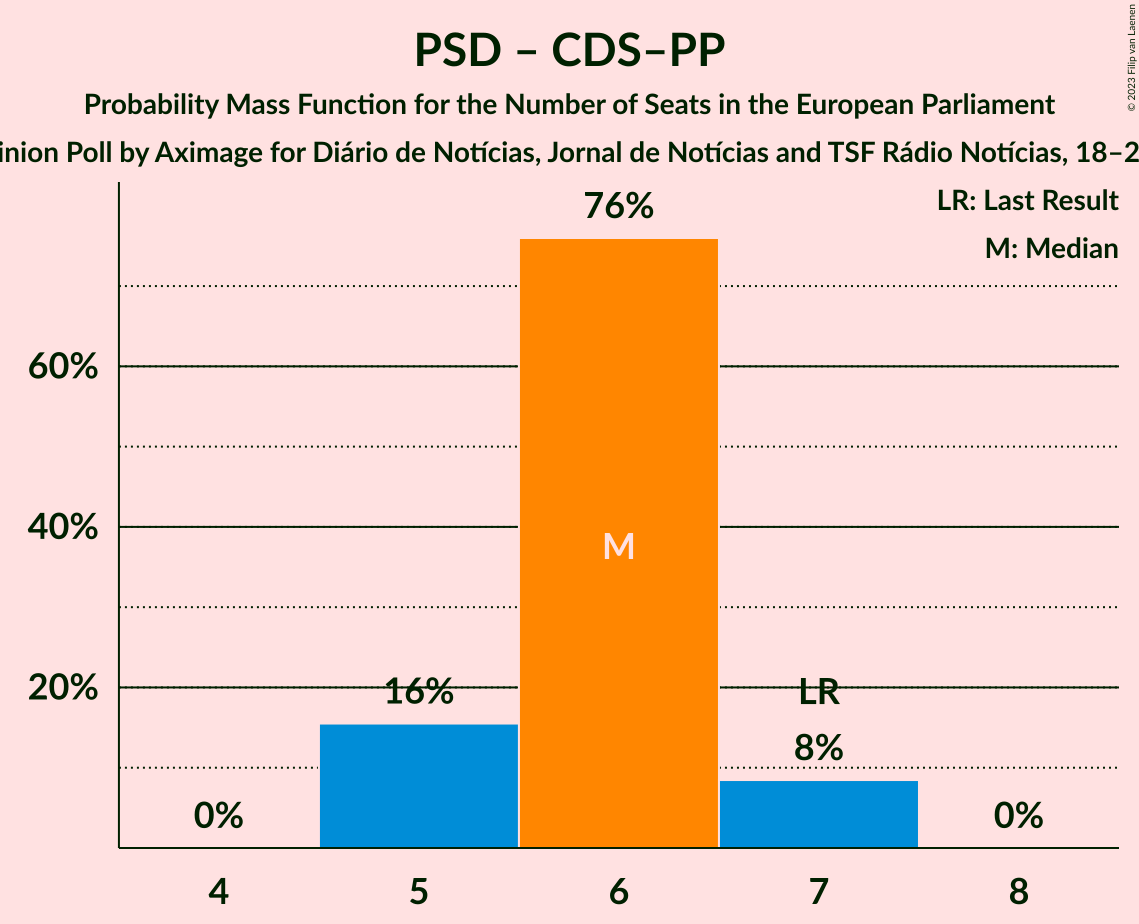 PSD – CDS–PP
Probability Mass Function for the Number of Seats in the European Parliament
inion Poll by Aximage for Diário de Notícias, Jornal de Notícias and TSF Rádio Notícias, 18–2
© 2023 Filip van Laenen
LR: Last Result
M: Median
76%
60%
40%
M
20%
16%
LR
8%
0%
0%
4
5
6
7
8